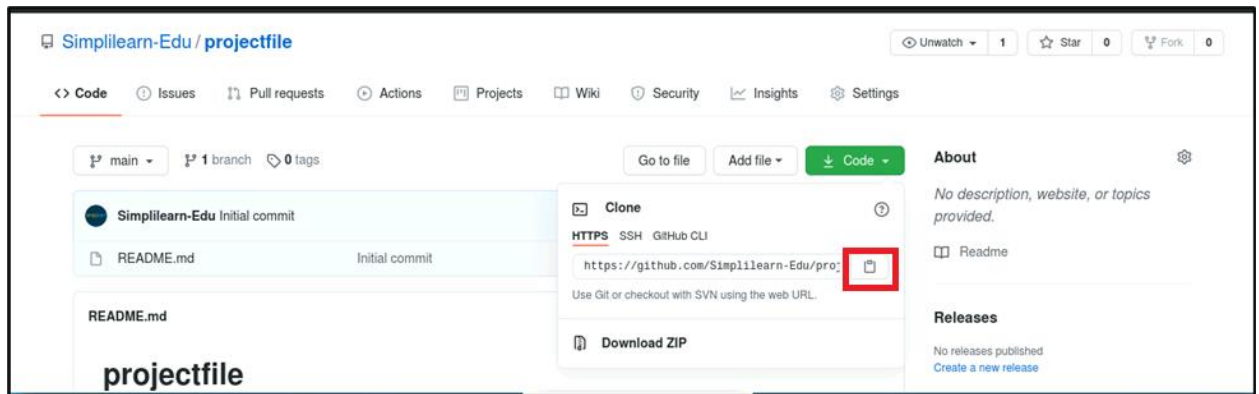 Simplilearn-Edu / projectfile
Unwatch 1 Star 0 Fork 0
<> Code Issues Pull requests Actions Projects Wiki Security Insights Settings
main 1 branch 0 tags Go to file Add file Code
Simplilearn-Edu Initial commit
README.md Initial commit
README.md
projectfile
Clone
HTTPS SSH GitHub CLI
https://github.com/Simplilearn-Edu/proj
Use Git or checkout with SVN using the web URL.
Download ZIP
About
No description, website, or topics
provided.
Readme
Releases
No releases published
Create a new release